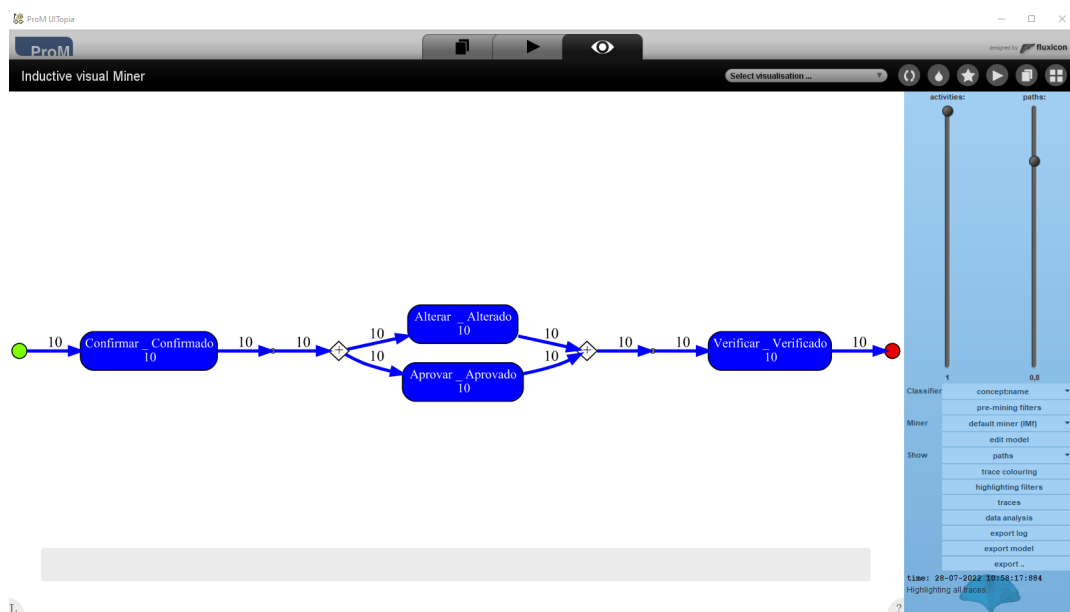 ProM UITopia
ProM
designed by fluxicon
Inductive visual Miner
Select visualisation ...
activities:
paths:
10
Confirmar _ Confirmado
10
10
10
10
10
Alterar _ Alterado
10
Aprovar _ Aprovado
10
10
10
10
10
Verificar _ Verificado
10
10
1
0,8
Classifier
concept:name
pre-mining filters
Miner
default miner (IMf)
edit model
Show
paths
trace colouring
highlighting filters
traces
data analysis
export log
export model
export ..
time: 28-07-2022 10:58:17:884
Highlighting all traces.
L
?